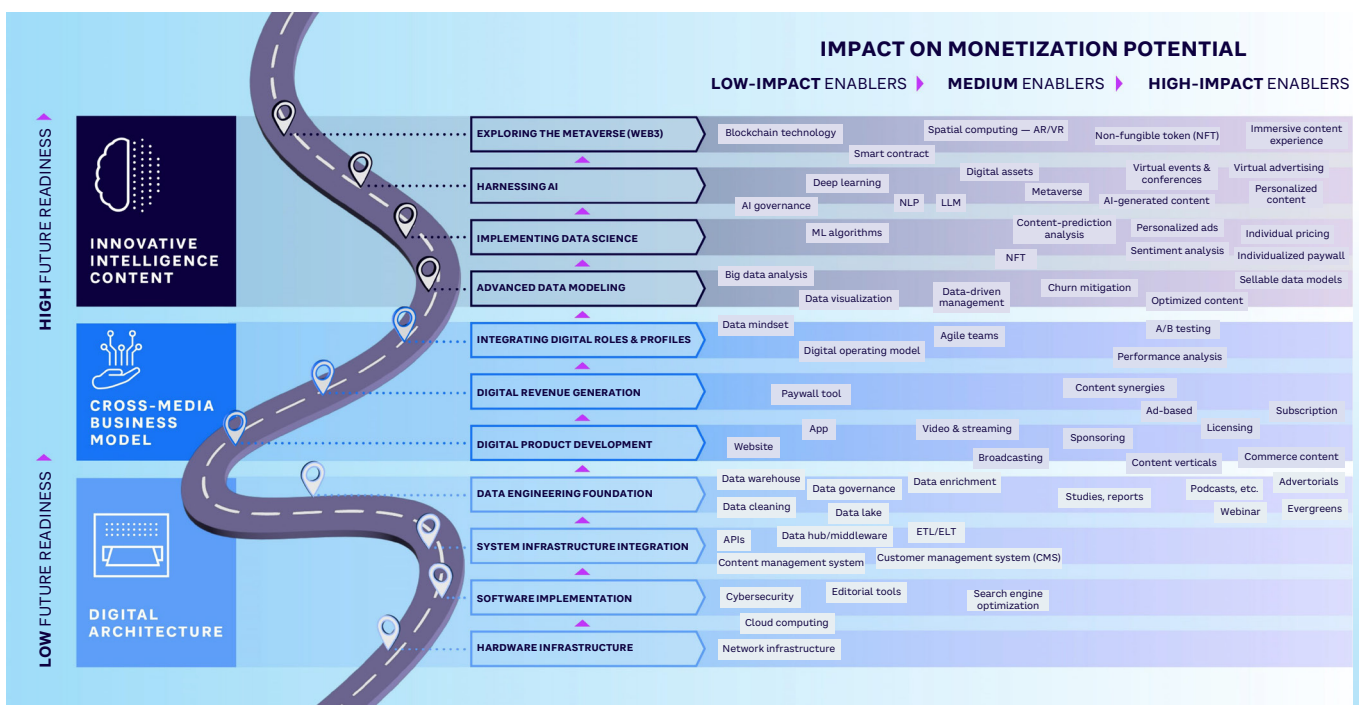 IMPACT ON MONETIZATION POTENTIAL
LOW-IMPACT ENABLERS
MEDIUM ENABLERS
HIGH-IMPACT ENABLERS
HIGH FUTURE READINESS
LOW FUTURE READINESS
INNOVATIVE
INTELLIGENCE
CONTENT
CROSS-MEDIA
BUSINESS
MODEL
DIGITAL
ARCHITECTURE
EXPLORING THE METAVERSE (WEB3)
HARNESSING AI
IMPLEMENTING DATA SCIENCE
ADVANCED DATA MODELING
INTEGRATING DIGITAL ROLES & PROFILES
DIGITAL REVENUE GENERATION
DIGITAL PRODUCT DEVELOPMENT
DATA ENGINEERING FOUNDATION
SYSTEM INFRASTRUCTURE INTEGRATION
SOFTWARE IMPLEMENTATION
HARDWARE INFRASTRUCTURE
Blockchain technology
Spatial computing — AR/VR
Non-fungible token (NFT)
Immersive content
experience
Smart contract
Digital assets
Virtual events &
conferences
Virtual advertising
Deep learning
Metaverse
Personalized
content
AI governance
NLP
LLM
AI-generated content
ML algorithms
Content-prediction
analysis
Personalized ads
Individual pricing
NFT
Sentiment analysis
Individualized paywall
Big data analysis
Data visualization
Data-driven
management
Churn mitigation
Sellable data models
Optimized content
Data mindset
Agile teams
A/B testing
Digital operating model
Performance analysis
Paywall tool
Content synergies
Ad-based
Subscription
App
Video & streaming
Licensing
Website
Sponsoring
Broadcasting
Content verticals
Commerce content
Data warehouse
Data governance
Data enrichment
Studies, reports
Podcasts, etc.
Advertorials
Data cleaning
Data lake
Webinar
Evergreens
APIs
Data hub/middleware
ETL/ELT
Content management system
Customer management system (CMS)
Cybersecurity
Editorial tools
Search engine
optimization
Cloud computing
Network infrastructure